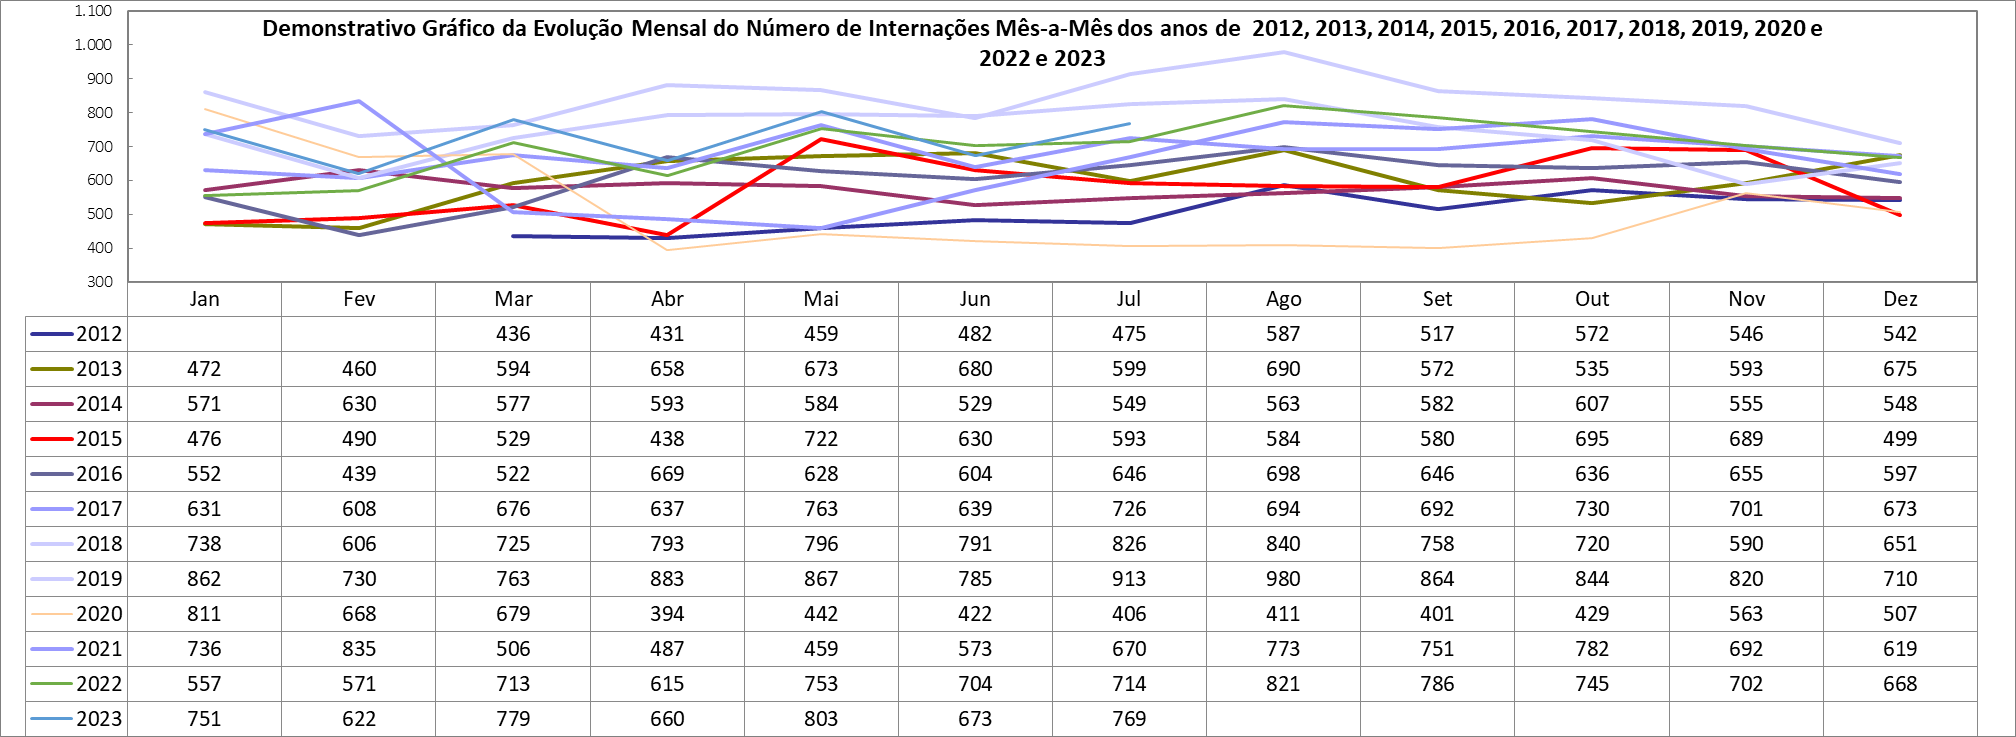 Demonstrativo Gráfico da Evolução Mensal do Número de Internações Mês-a-Mês dos anos de 2012, 2013, 2014, 2015, 2016, 2017, 2018, 2019, 2020 e
2022 e 2023
1.100
1.000
900
800
700
600
500
400
300
Jan Fev Mar Abr Mai Jun Jul Ago Set Out Nov Dez
2012 436 431 459 482 475 587 517 572 546 542
2013 472 460 594 658 673 680 599 690 572 535 593 675
2014 571 630 577 593 584 529 549 563 582 607 555 548
2015 476 490 529 438 722 630 593 584 580 695 689 499
2016 552 439 522 669 628 604 646 698 646 636 655 597
2017 631 608 676 637 763 639 726 694 692 730 701 673
2018 738 606 725 793 796 791 826 840 758 720 590 651
2019 862 730 763 883 867 785 913 980 864 844 820 710
2020 811 668 679 394 442 422 406 411 401 429 563 507
2021 736 835 506 487 459 573 670 773 751 782 692 619
2022 557 571 713 615 753 704 714 821 786 745 702 668
2023 751 622 779 660 803 673 769